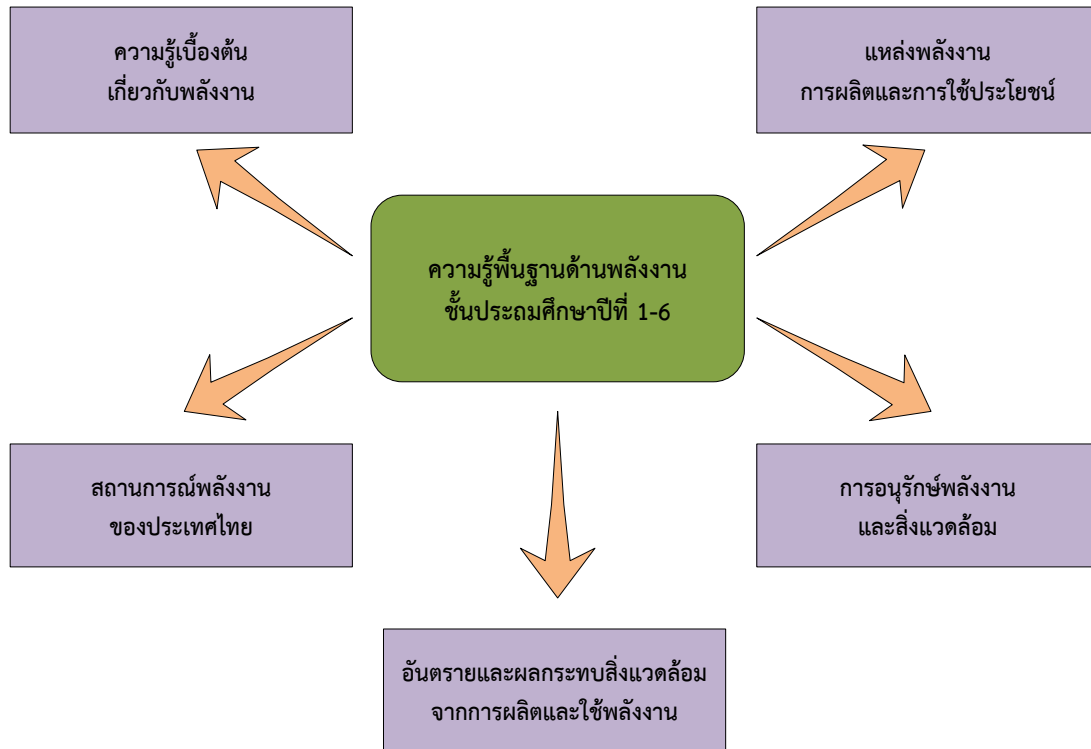 ความรู้เบื้องต้น
เกี่ยวกับพลังงาน
แหล่งพลังงาน
การผลิตและการใช้ประโยชน์
ความรู้พื้นฐานด้านพลังงาน
ชั้นประถมศึกษาปีที่ 1-6
สถานการณ์พลังงาน
ของประเทศไทย
การอนุรักษ์พลังงาน
และสิ่งแวดล้อม
อันตรายและผลกระทบสิ่งแวดล้อม
จากการผลิตและใช้พลังงาน